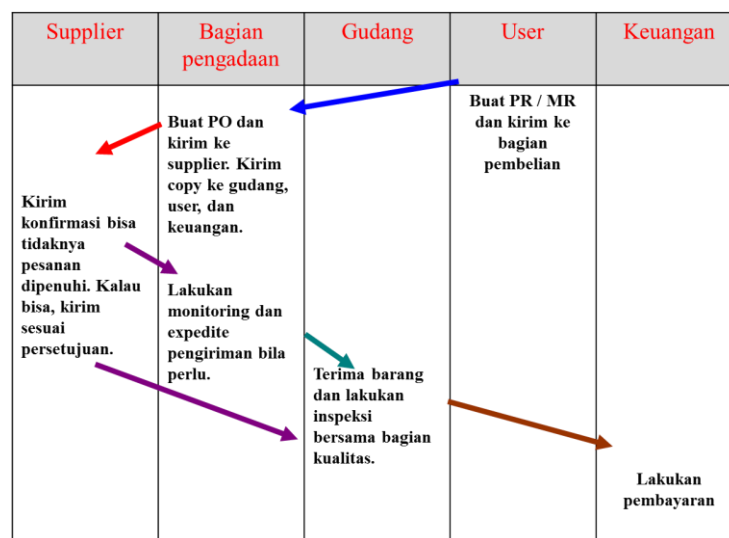 Supplier
Bagian
pengadaan
Gudang
User
Keuangan
Buat PR / MR
dan kirim ke
bagian
pembelian
Buat PO dan
kirim ke
supplier. Kirim
copy ke gudang,
user, dan
keuangan.
Kirim
konfirmasi bisa
tidaknya
pesanan
dipenuhi. Kalau
bisa, kirim
sesuai
persetujuan.
Lakukan
monitoring dan
expedite
pengiriman bila
perlu.
Terima barang
dan lakukan
inspeksi
bersama bagian
kualitas.
Lakukan
pembayaran